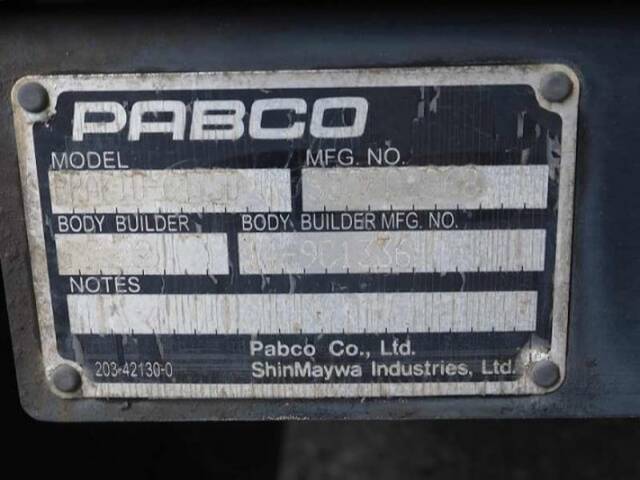 PABCO
MODEL MFG. NO.
BODY BUILDER BODY BUILDER MFG. NO.
NOTES
203-42130-0
Pabco Co., Ltd.
ShinMaywa Industries, Ltd.